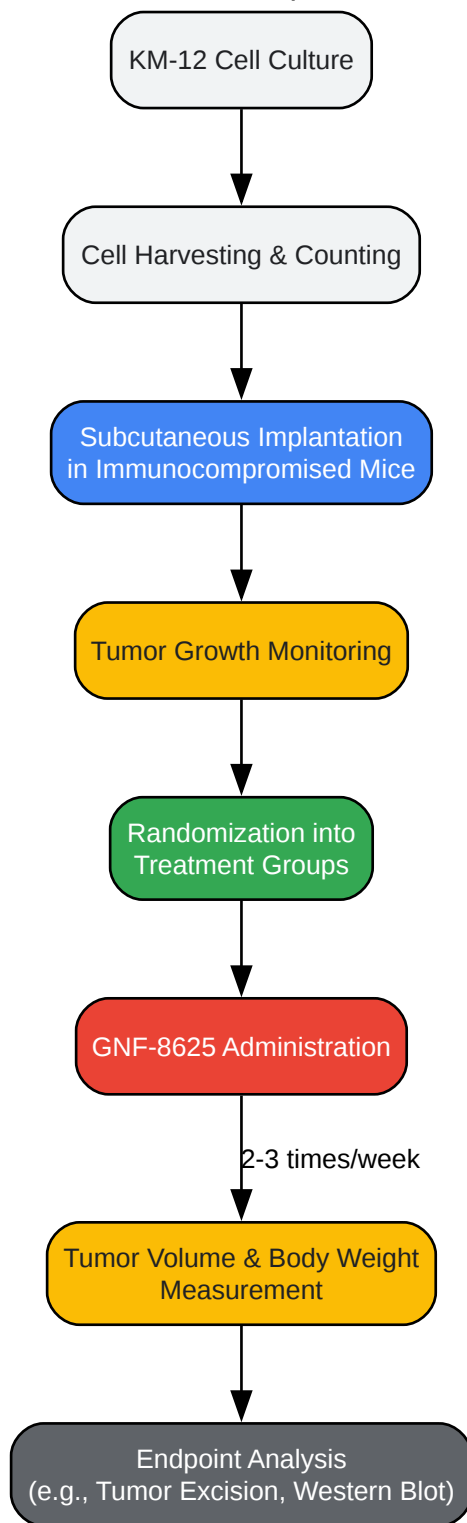 KM-12 Cell Culture
Cell Harvesting & Counting
Subcutaneous Implantation
in Immunocompromised Mice
Tumor Growth Monitoring
Randomization into
Treatment Groups
GNF-8625 Administration
2-3 times/week
Tumor Volume & Body Weight
Measurement
Endpoint Analysis
(e.g., Tumor Excision, Western Blot)